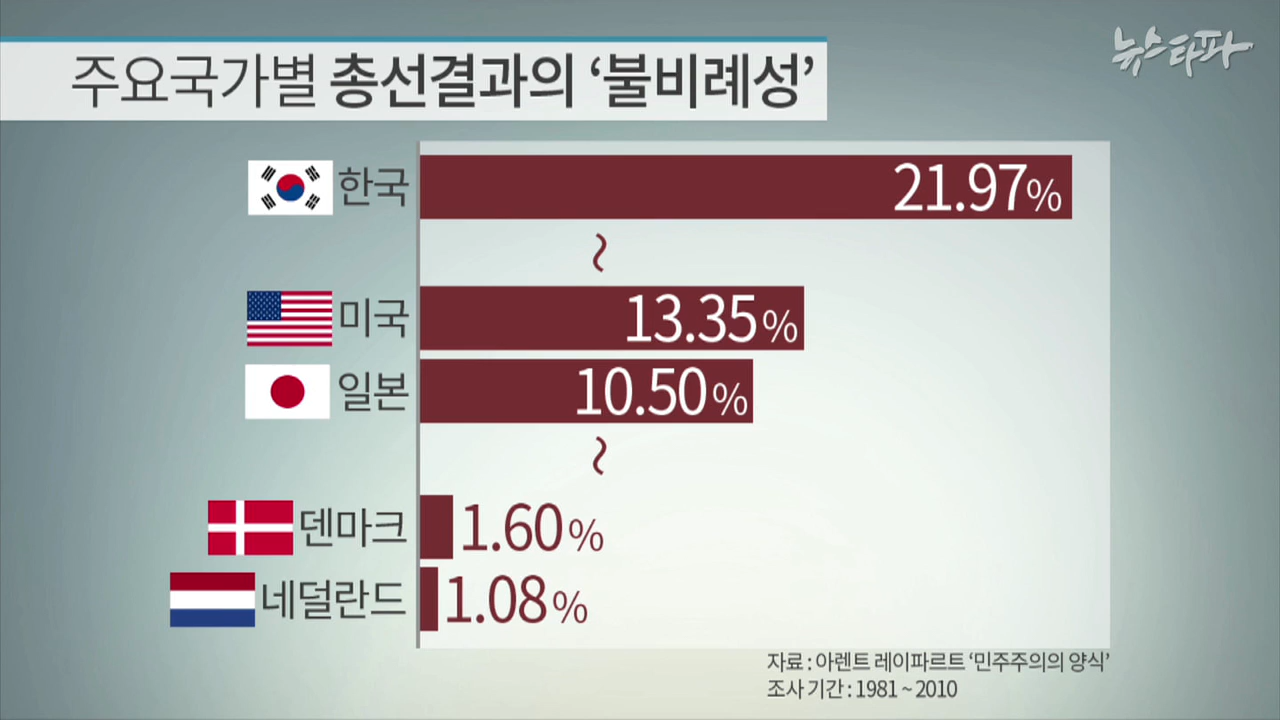 뉴스타파
주요국가별 총선결과의 ‘불비례성’
한국 21.97%
~
미국 13.35%
일본 10.50%
~
덴마크 1.60%
네덜란드 1.08%
자료 : 아렌트 레이파르트 ‘민주주의의 양식’
조사 기간 : 1981 ~ 2010